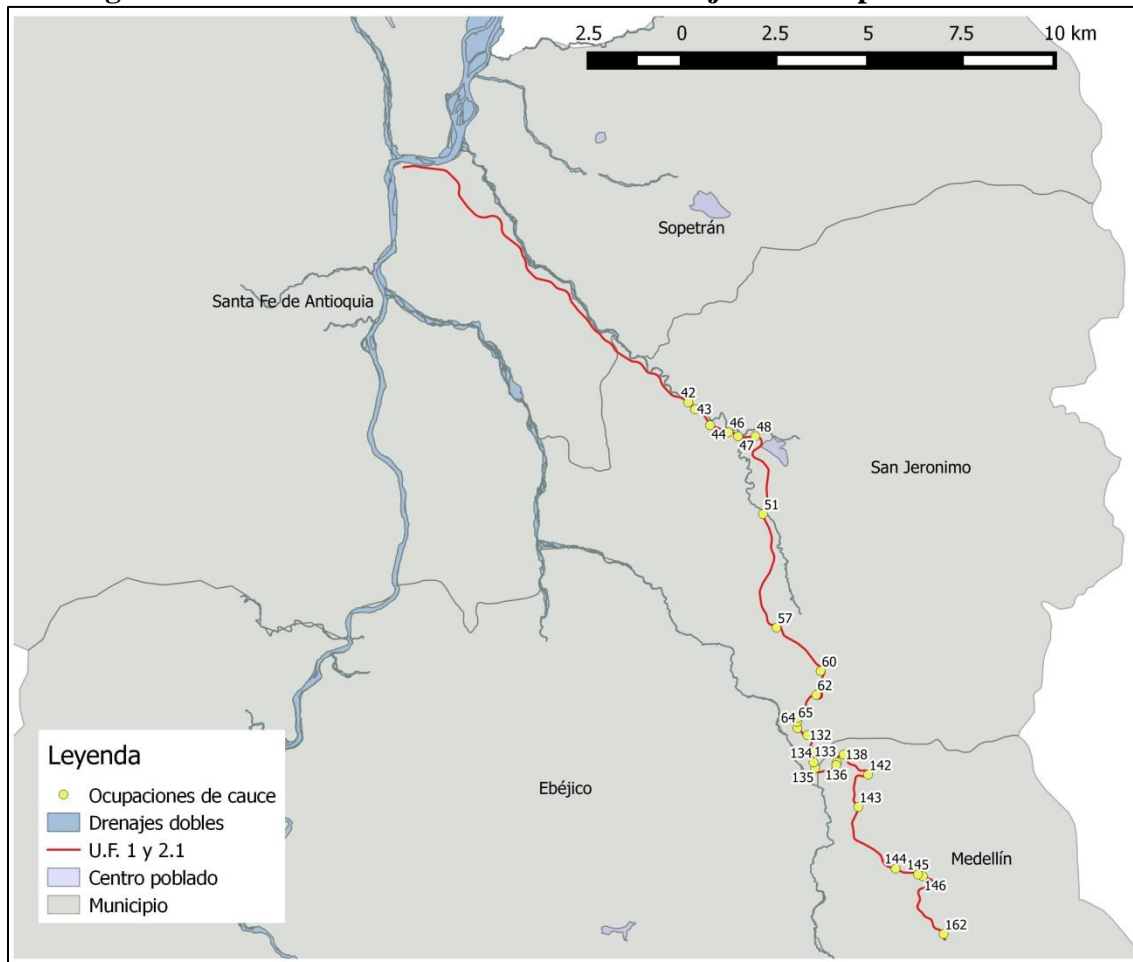 2.5 0 2.5 5 7.5 10 km
Sopetrán
Santa Fe de Antioquia
42
43
46
48
44
47
San Jeronimo
51
57
60
62
65
64
132
134
133
138
142
135
136
143
Ebéjico
144
145
Medellín
146
162
Leyenda
Ocupaciones de cauce
Drenajes dobles
U.F. 1 y 2.1
Centro poblado
Municipio